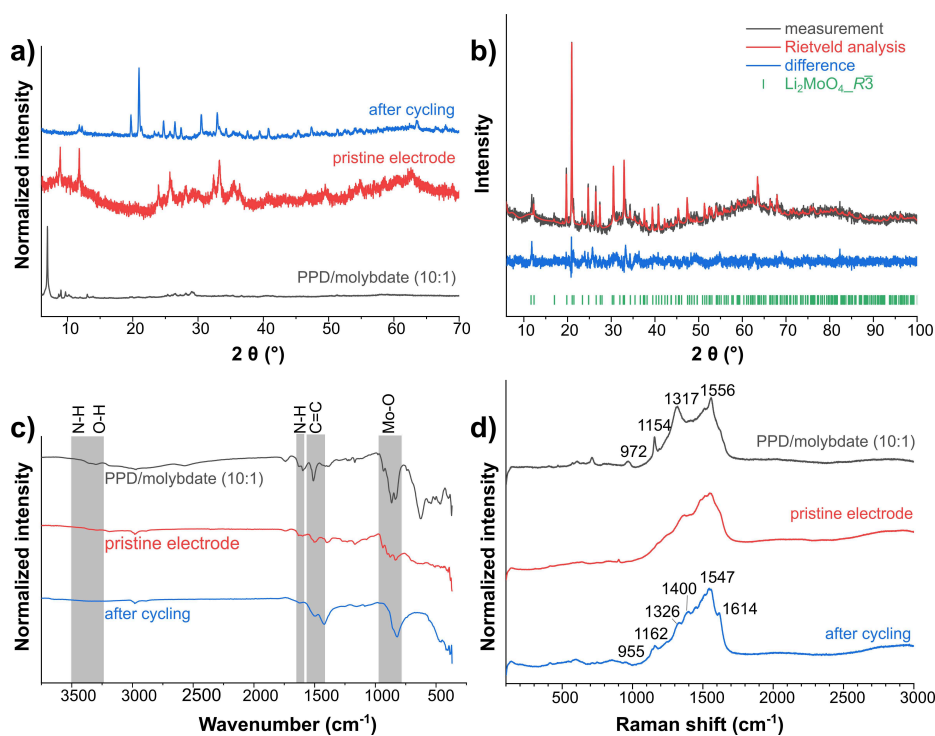 a)
Normalized intensity
after cycling
pristine electrode
PPD/molybdate (10:1)
10 20 30 40 50 60 70
2 θ (°)
b)
Intensity
measurement
Rietveld analysis
difference
Li₂MoO₄_R3̅
10 20 30 40 50 60 70 80 90 100
2 θ (°)
c)
Normalized intensity
N-H
O-H
N-H
C=C
Mo-O
PPD/molybdate (10:1)
pristine electrode
after cycling
3500 3000 2500 2000 1500 1000 500
Wavenumber (cm⁻¹)
d)
Normalized intensity
1556
1317
1154
972
PPD/molybdate (10:1)
pristine electrode
1547
1400
1326
1614
1162
955
after cycling
500 1000 1500 2000 2500 3000
Raman shift (cm⁻¹)